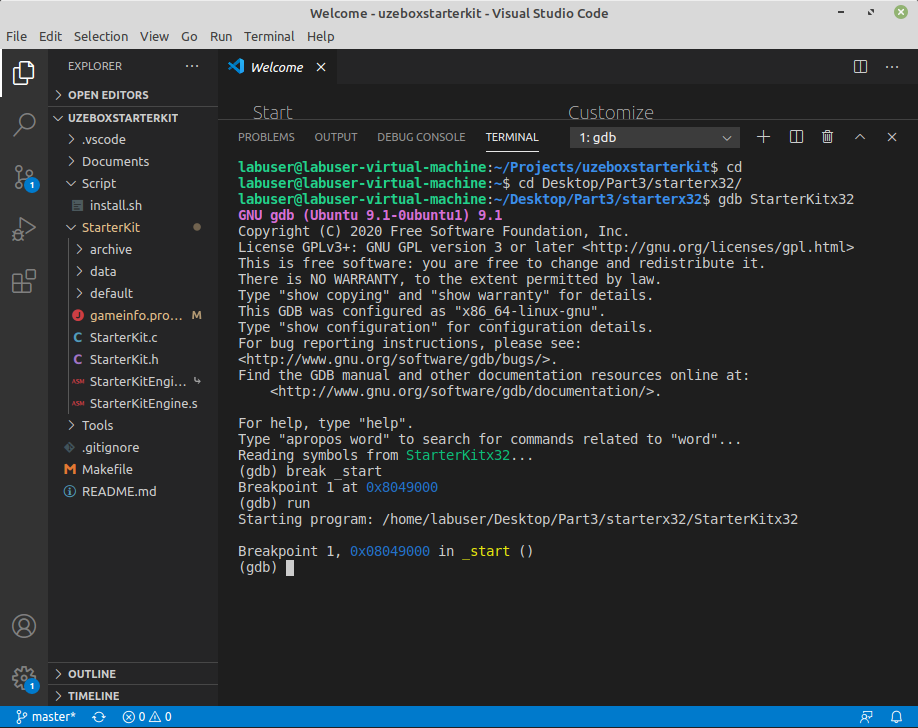 Welcome - uzeboxstarterkit - Visual Studio Code
File Edit Selection View Go Run Terminal Help
EXPLORER
OPEN EDITORS
UZEBOXSTARTERKIT
.vscode
Documents
Script
install.sh
StarterKit
archive
data
default
gameinfo.pro... M
C StarterKit.c
C StarterKit.h
ASM StarterKitEngi...
ASM StarterKitEngine.s
Tools
.gitignore
M Makefile
README.md
OUTLINE
TIMELINE
Welcome
Start Customize
PROBLEMS OUTPUT DEBUG CONSOLE TERMINAL 1: gdb
labuser@labuser-virtual-machine:~/Projects/uzeboxstarterkit$ cd
labuser@labuser-virtual-machine:~$ cd Desktop/Part3/starterx32/
labuser@labuser-virtual-machine:~/Desktop/Part3/starterx32$ gdb StarterKitx32
GNU gdb (Ubuntu 9.1-0ubuntu1) 9.1
Copyright (C) 2020 Free Software Foundation, Inc.
License GPLv3+: GNU GPL version 3 or later <http://gnu.org/licenses/gpl.html>
This is free software: you are free to change and redistribute it.
There is NO WARRANTY, to the extent permitted by law.
Type "show copying" and "show warranty" for details.
This GDB was configured as "x86_64-linux-gnu".
Type "show configuration" for configuration details.
For bug reporting instructions, please see:
<http://www.gnu.org/software/gdb/bugs/>.
Find the GDB manual and other documentation resources online at:
<http://www.gnu.org/software/gdb/documentation/>.
For help, type "help".
Type "apropos word" to search for commands related to "word"...
Reading symbols from StarterKitx32...
(gdb) break _start
Breakpoint 1 at 0x8049000
(gdb) run
Starting program: /home/labuser/Desktop/Part3/starterx32/StarterKitx32
Breakpoint 1, 0x08049000 in _start ()
(gdb)
1
1
master* 0 0